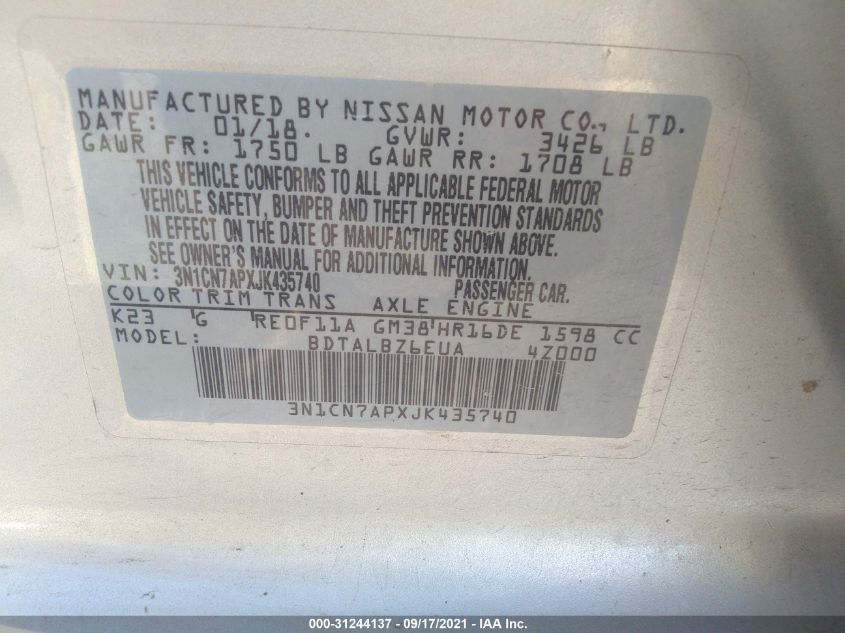 MANUFACTURED BY NISSAN MOTOR CO., LTD.
DATE: 01/18. GVWR: 3426 LB
GAWR FR: 1750 LB GAWR RR: 1708 LB
THIS VEHICLE CONFORMS TO ALL APPLICABLE FEDERAL MOTOR
VEHICLE SAFETY, BUMPER AND THEFT PREVENTION STANDARDS
IN EFFECT ON THE DATE OF MANUFACTURE SHOWN ABOVE.
SEE OWNER'S MANUAL FOR ADDITIONAL INFORMATION.
VIN: 3N1CN7APXJK435740 PASSENGER CAR.
COLOR TRIM TRANS AXLE ENGINE
K23 G RE0F11A GM38 HR16DE 1598 CC
MODEL: BDTALBZ6EUA 4Z000
3N1CN7APXJK435740
000-31244137 - 09/17/2021 - IAA Inc.